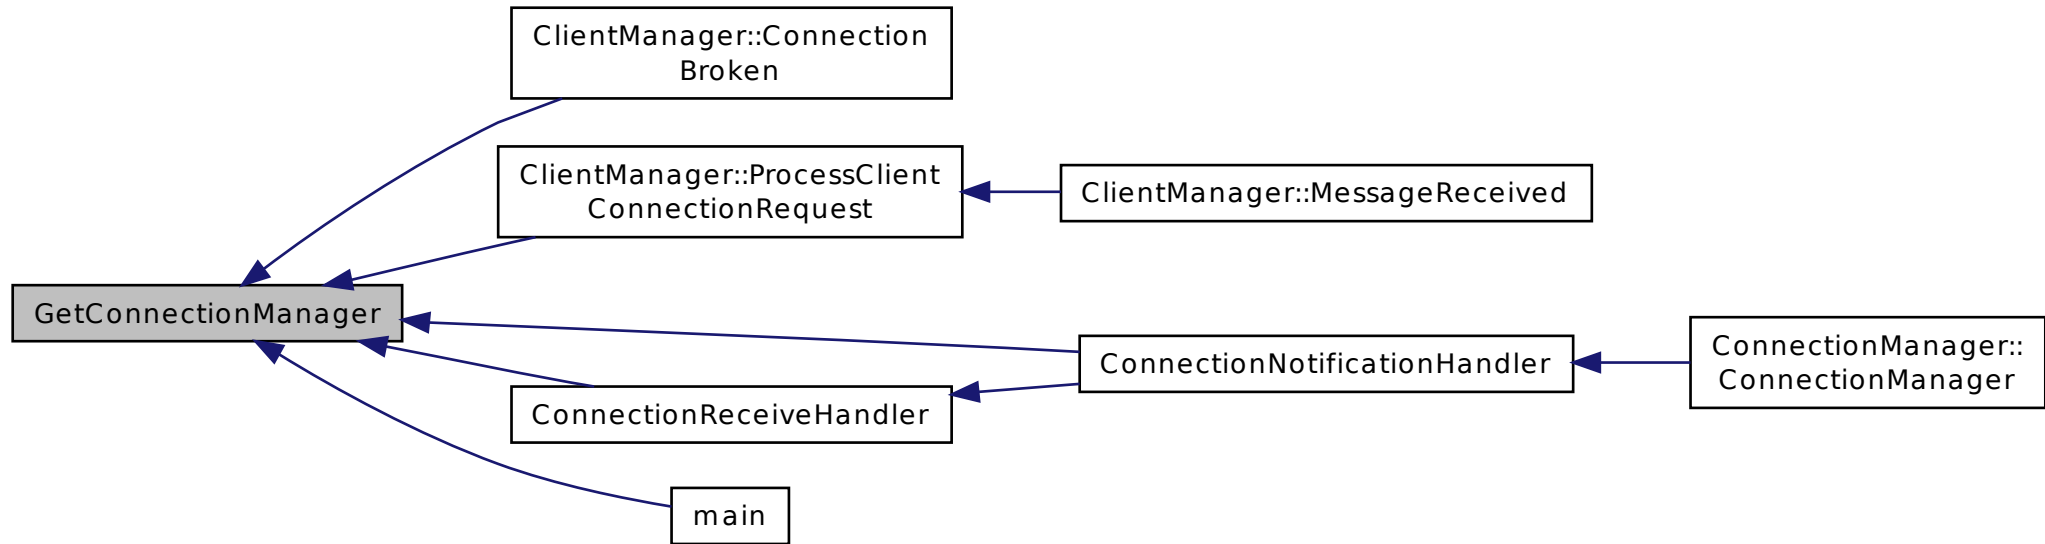 ClientManager::Connection
Broken
ClientManager::ProcessClient
ConnectionRequest
ClientManager::MessageReceived
GetConnectionManager
ConnectionNotificationHandler
ConnectionManager::
ConnectionManager
ConnectionReceiveHandler
main